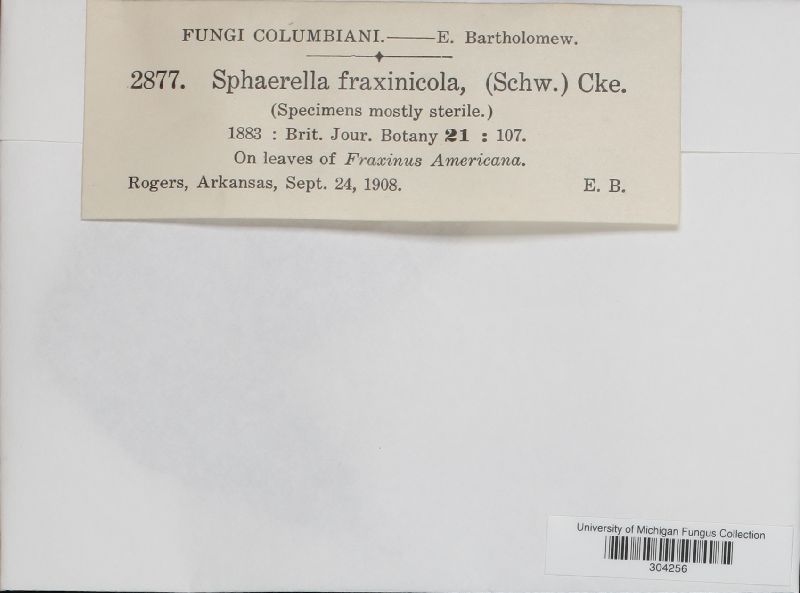 FUNGI COLUMBIANI.——E. Bartholomew.
2877. Sphaerella fraxinicola, (Schw.) Cke.
(Specimens mostly sterile.)
1883 : Brit. Jour. Botany 21 : 107.
On leaves of Fraxinus Americana.
Rogers, Arkansas, Sept. 24, 1908. E. B.
University of Michigan Fungus Collection
304256